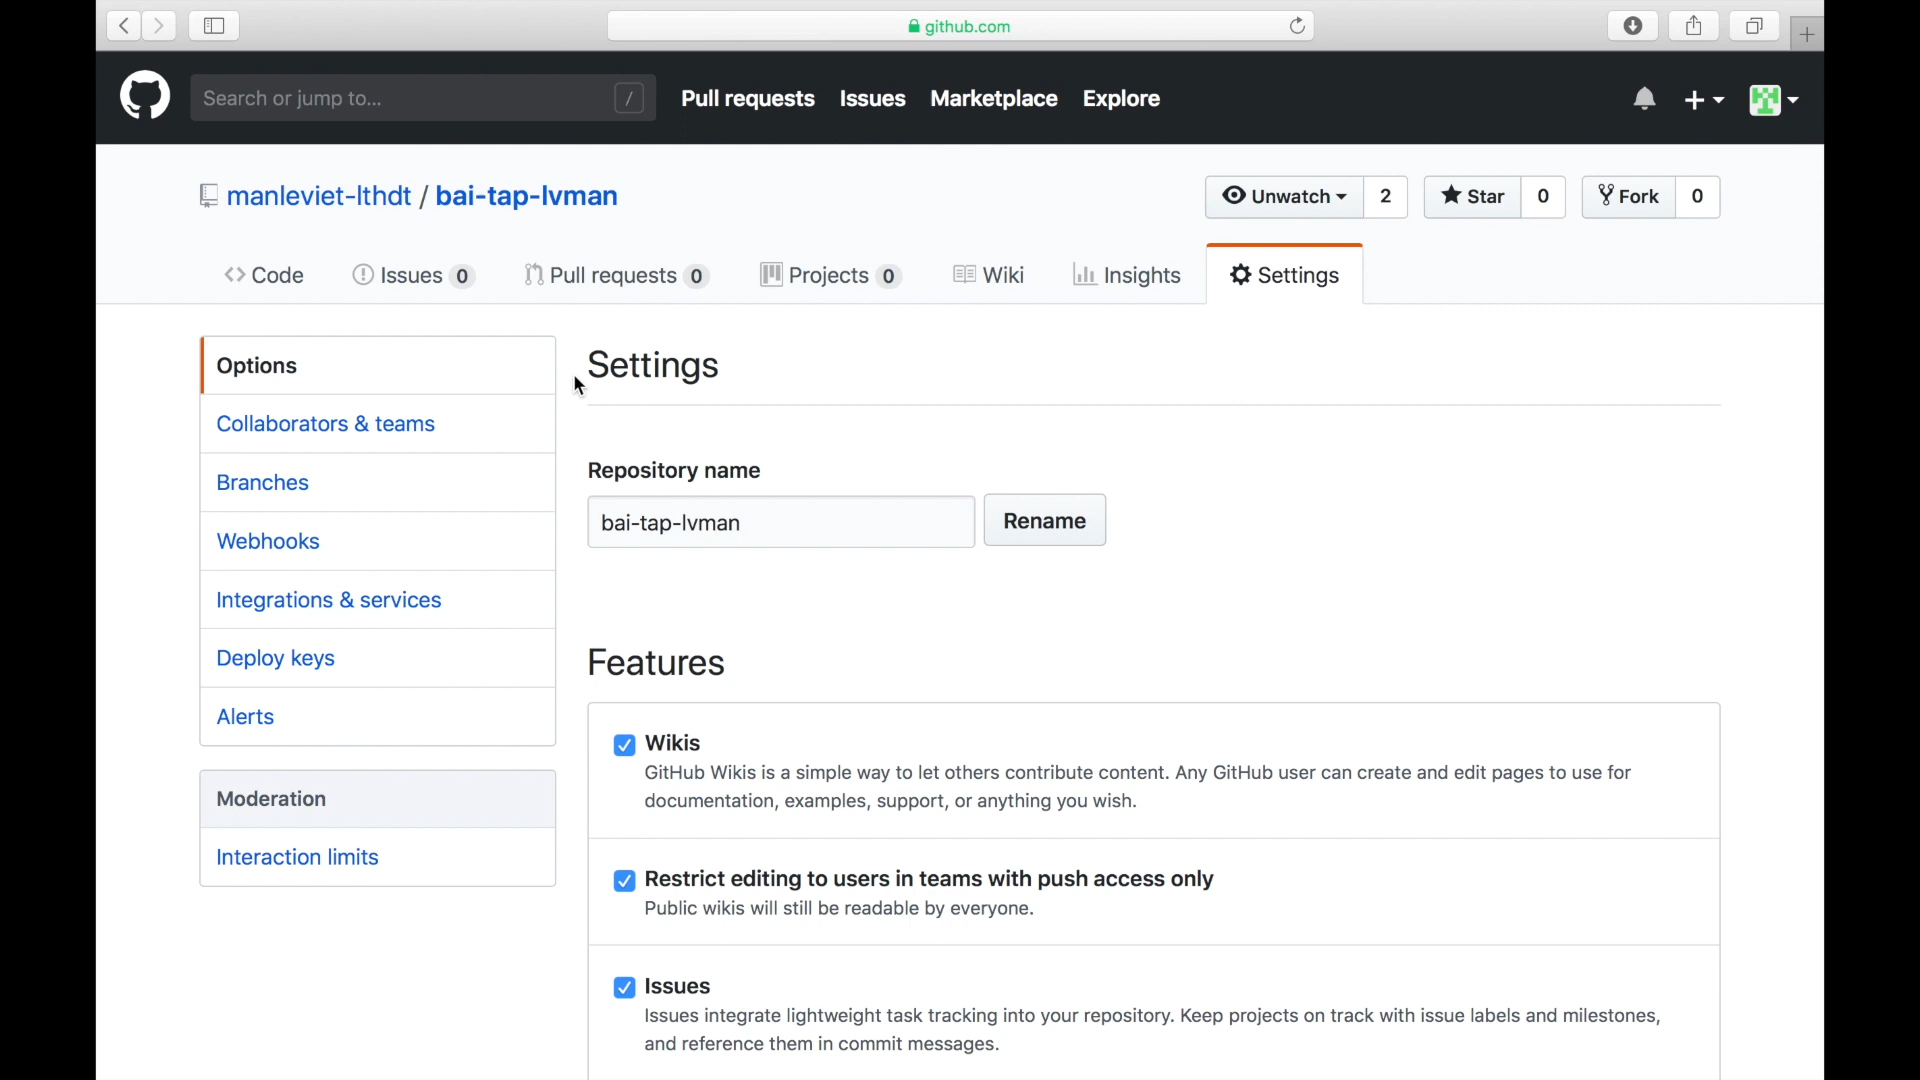 github.com
Search or jump to...
/
Pull requests
Issues
Marketplace
Explore
manleviet-lthdt / bai-tap-lvman
Unwatch
2
Star
0
Fork
0
Code
Issues 0
Pull requests 0
Projects 0
Wiki
Insights
Settings
Options
Collaborators & teams
Branches
Webhooks
Integrations & services
Deploy keys
Alerts
Moderation
Interaction limits
Settings
Repository name
bai-tap-lvman
Rename
Features
Wikis
GitHub Wikis is a simple way to let others contribute content. Any GitHub user can create and edit pages to use for
documentation, examples, support, or anything you wish.
Restrict editing to users in teams with push access only
Public wikis will still be readable by everyone.
Issues
Issues integrate lightweight task tracking into your repository. Keep projects on track with issue labels and milestones,
and reference them in commit messages.